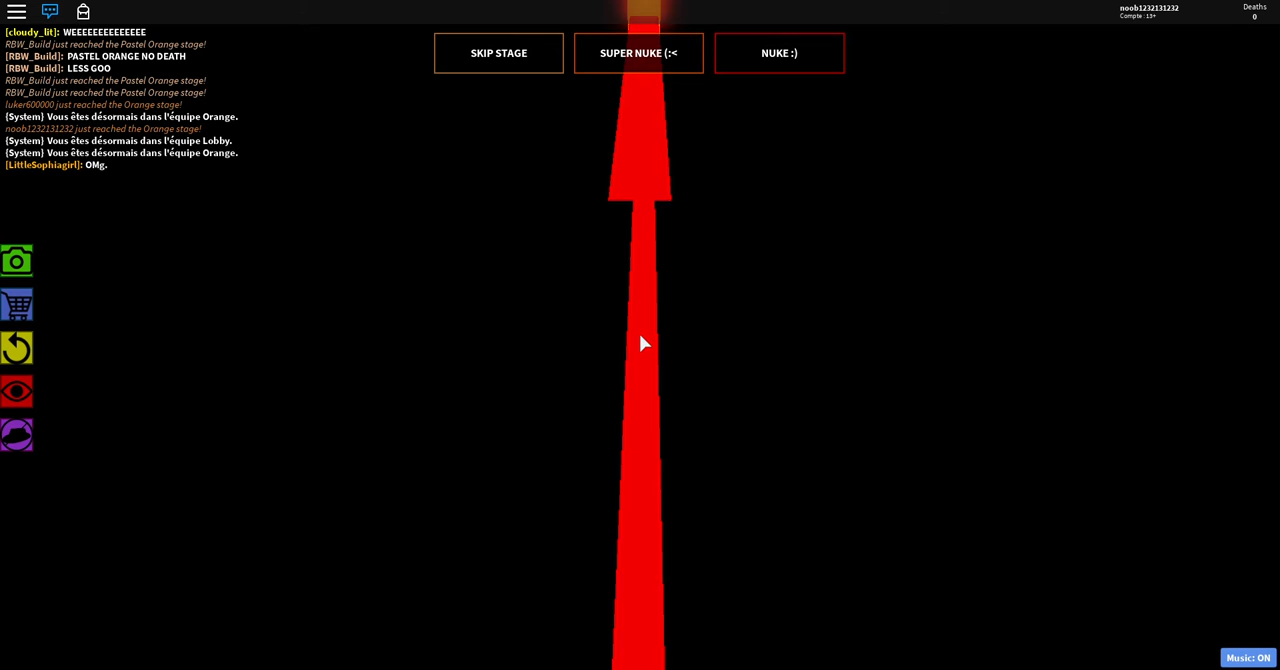 noob1232131232
Compte : 13+
Deaths
0
[cloudy_lit]: WEEEEEEEEEEEEEE
RBW_Build just reached the Pastel Orange stage!
[RBW_Build]: PASTEL ORANGE NO DEATH
[RBW_Build]: LESS GOO
RBW_Build just reached the Pastel Orange stage!
RBW_Build just reached the Pastel Orange stage!
luker600000 just reached the Orange stage!
{System} Vous êtes désormais dans l'équipe Orange.
noob1232131232 just reached the Orange stage!
{System} Vous êtes désormais dans l'équipe Lobby.
{System} Vous êtes désormais dans l'équipe Orange.
[LittleSophiagirl]: OMg.
SKIP STAGE
SUPER NUKE (:<
NUKE :)
Music: ON